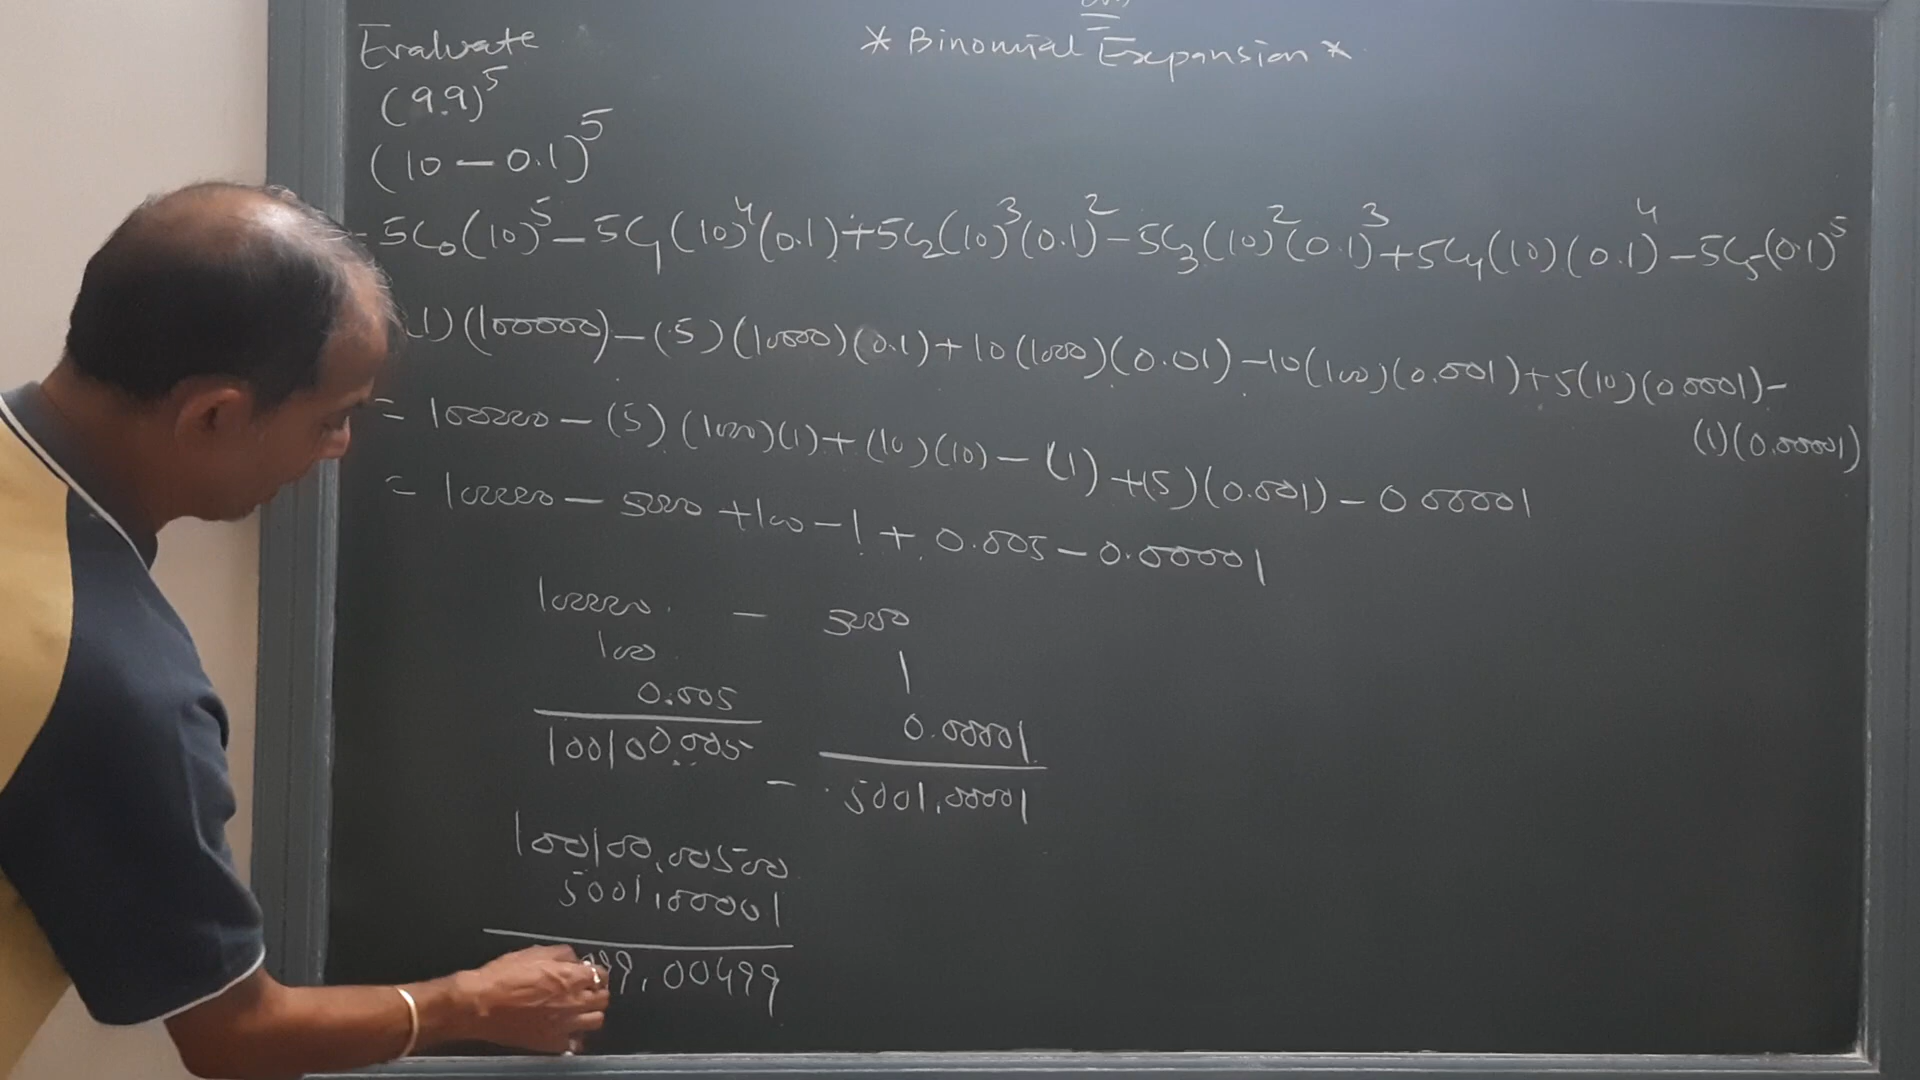 Evaluate
* Binomial Expansion *
(9.9)^5
(10 - 0.1)^5
5C0(10)^5 - 5C1(10)^4(0.1) + 5C2(10)^3(0.1)^2 - 5C3(10)^2(0.1)^3 + 5C4(10)(0.1)^4 - 5C5(0.1)^5
1)(100000) - (5)(10000)(0.1) + 10(1000)(0.01) - 10(100)(0.001) + 5(10)(0.0001) -
(1)(0.00001)
= 100000 - (5)(1000)(1) + (10)(10) - (1) + (5)(0.001) - 0.00001
= 100000 - 5000 + 100 - 1 + 0.005 - 0.00001
100000 - 5000
100 1
0.005 0.00001
100100.005 - 5001.00001
100100.00500
5001.00001
99.00499